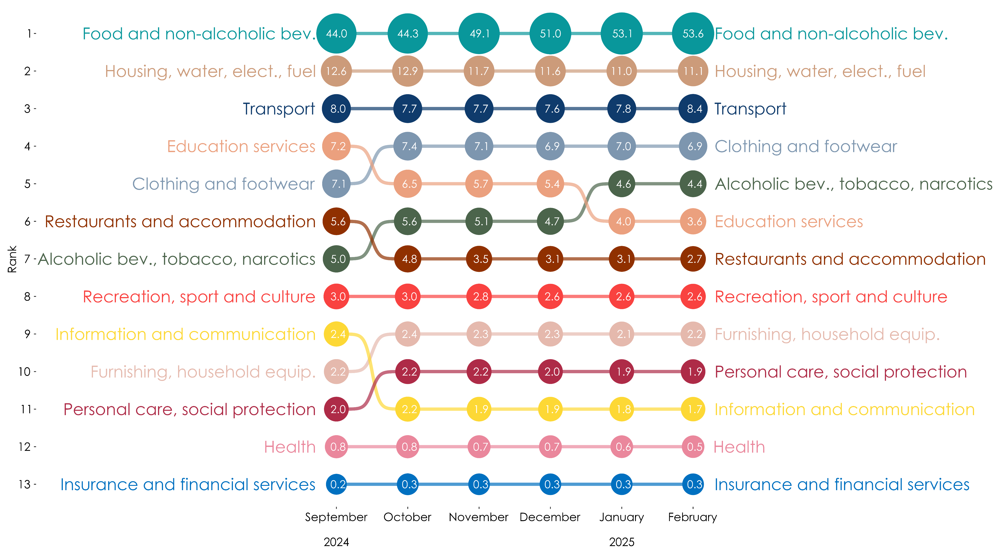 1 - Food and non-alcoholic bev. 44.0 44.3 49.1 51.0 53.1 53.6 Food and non-alcoholic bev.
2 - Housing, water, elect., fuel 12.6 12.9 11.7 11.6 11.0 11.1 Housing, water, elect., fuel
3 - Transport 8.0 7.7 7.7 7.6 7.8 8.4 Transport
4 - Education services 7.2 7.4 7.1 6.9 7.0 6.9 Clothing and footwear
5 - Clothing and footwear 7.1 6.5 5.7 5.4 4.6 4.4 Alcoholic bev., tobacco, narcotics
6 - Restaurants and accommodation 5.6 5.6 5.1 4.7 4.0 3.6 Education services
7 - Alcoholic bev., tobacco, narcotics 5.0 4.8 3.5 3.1 3.1 2.7 Restaurants and accommodation
8 - Recreation, sport and culture 3.0 3.0 2.8 2.6 2.6 2.6 Recreation, sport and culture
9 - Information and communication 2.4 2.4 2.3 2.3 2.1 2.2 Furnishing, household equip.
10 - Furnishing, household equip. 2.2 2.2 2.2 2.0 1.9 1.9 Personal care, social protection
11 - Personal care, social protection 2.0 2.2 1.9 1.9 1.8 1.7 Information and communication
12 - Health 0.8 0.8 0.7 0.7 0.6 0.5 Health
13 - Insurance and financial services 0.2 0.3 0.3 0.3 0.3 0.3 Insurance and financial services
Rank
September October November December January February
2024 2025